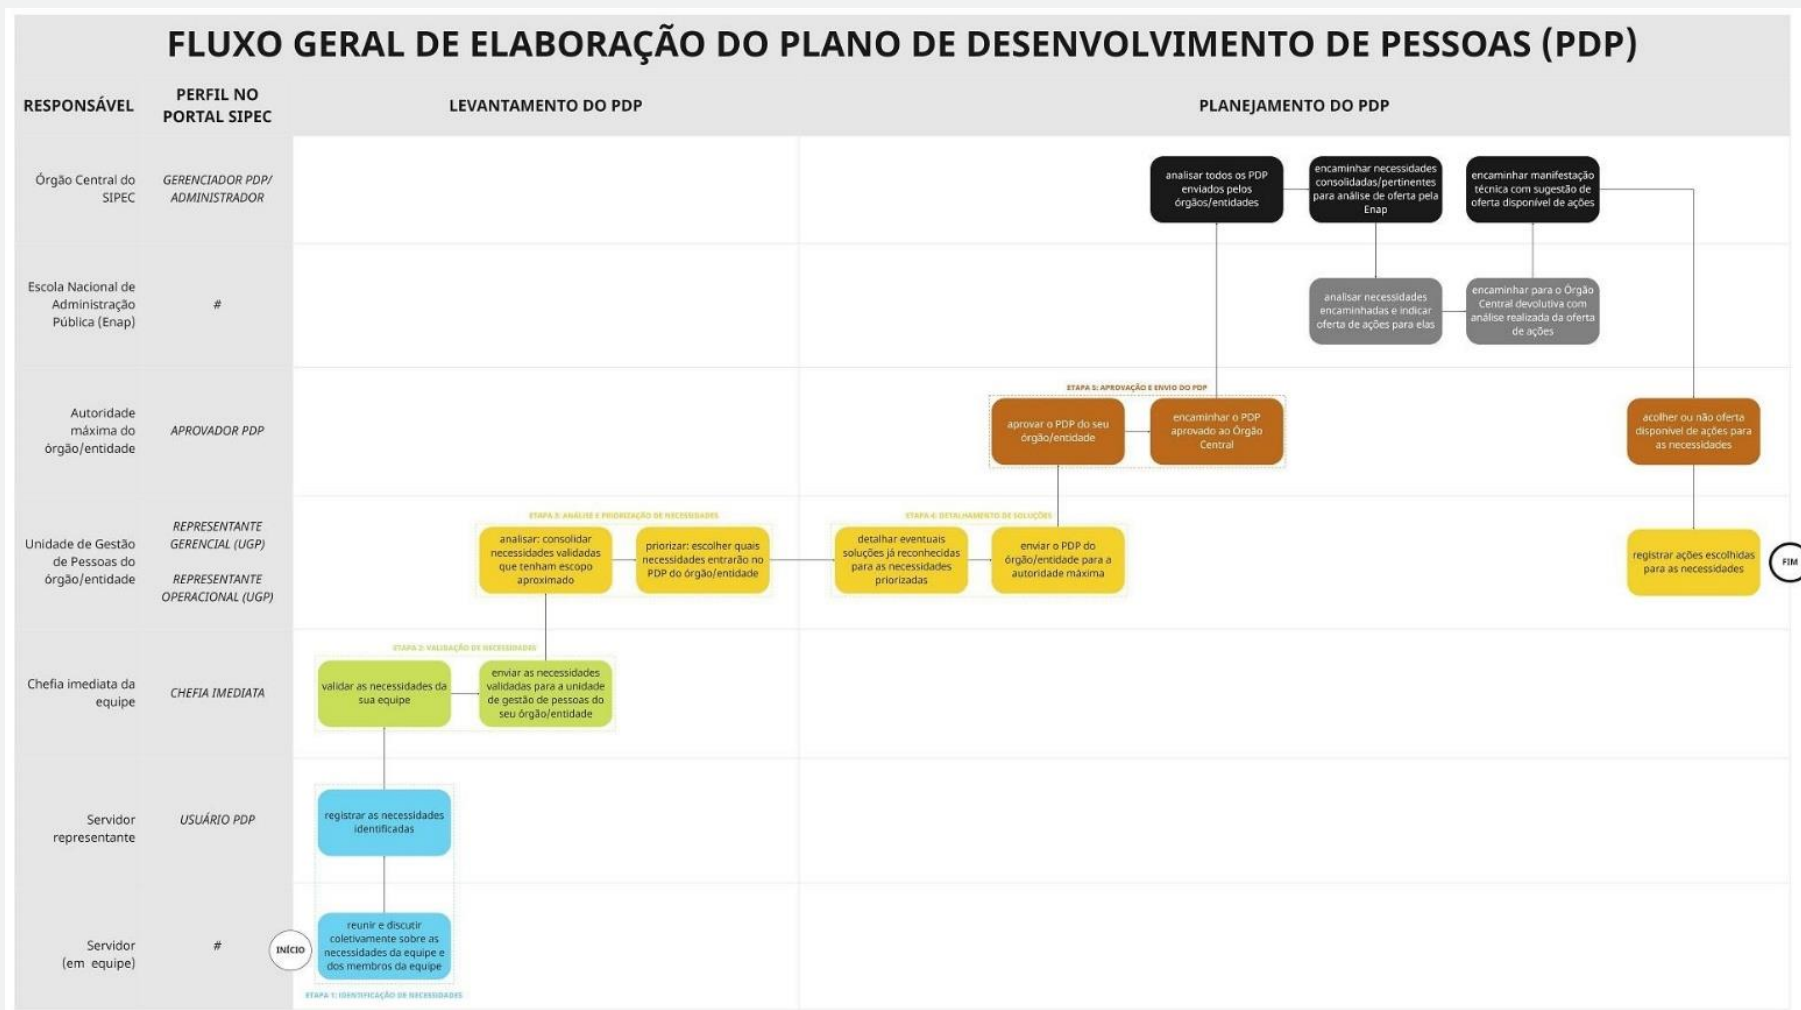 FLUXO GERAL DE ELABORAÇÃO DO PLANO DE DESENVOLVIMENTO DE PESSOAS (PDP)
RESPONSÁVEL
PERFIL NO
PORTAL SIPEC
LEVANTAMENTO DO PDP
PLANEJAMENTO DO PDP
Órgão Central do
SIPEC
GERENCIADOR PDP/
ADMINISTRADOR
analisar todos os PDP
enviados pelos
órgãos/entidades
encaminhar necessidades
consolidadas/pertinentes
para análise de oferta pela
Enap
encaminhar manifestação
técnica com sugestão de
oferta disponível de ações
Escola Nacional de
Administração
Pública (Enap)
#
analisar necessidades
encaminhadas e indicar
oferta de ações para elas
encaminhar para o Órgão
Central devolutiva com
análise realizada da oferta
de ações
Autoridade
máxima do
órgão/entidade
APROVADOR PDP
ETAPA 5: APROVAÇÃO E ENVIO DO PDP
aprovar o PDP do seu
órgão/entidade
encaminhar o PDP
aprovado ao Órgão
Central
acolher ou não oferta
disponível de ações para
as necessidades
Unidade de Gestão
de Pessoas do
órgão/entidade
REPRESENTANTE
GERENCIAL (UGP)
REPRESENTANTE
OPERACIONAL (UGP)
ETAPA 3: ANÁLISE E PRIORIZAÇÃO DE NECESSIDADES
analisar: consolidar
necessidades validadas
que tenham escopo
aproximado
priorizar: escolher quais
necessidades entrarão no
PDP do órgão/entidade
ETAPA 4: DETALHAMENTO DE SOLUÇÕES
detalhar eventuais
soluções já reconhecidas
para as necessidades
priorizadas
enviar o PDP do
órgão/entidade para a
autoridade máxima
registrar ações escolhidas
para as necessidades
FIM
Chefia imediata da
equipe
CHEFIA IMEDIATA
ETAPA 2: VALIDAÇÃO DE NECESSIDADES
validar as necessidades da
sua equipe
enviar as necessidades
validadas para a unidade
de gestão de pessoas do
seu órgão/entidade
Servidor
representante
USUÁRIO PDP
registrar as necessidades
identificadas
Servidor
(em equipe)
#
INÍCIO
reunir e discutir
coletivamente sobre as
necessidades da equipe e
dos membros da equipe
ETAPA 1: IDENTIFICAÇÃO DE NECESSIDADES